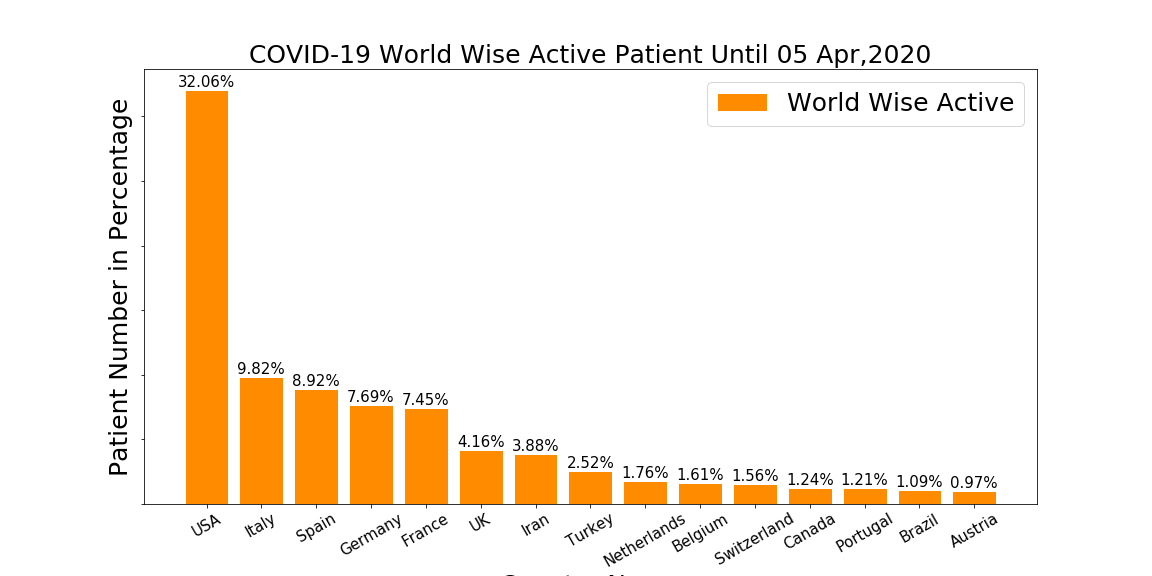 COVID-19 World Wise Active Patient Until 05 Apr,2020
World Wise Active
Patient Number in Percentage
32.06%
9.82%
8.92%
7.69%
7.45%
4.16%
3.88%
2.52%
1.76%
1.61%
1.56%
1.24%
1.21%
1.09%
0.97%
USA
Italy
Spain
Germany
France
UK
Iran
Turkey
Netherlands
Belgium
Switzerland
Canada
Portugal
Brazil
Austria